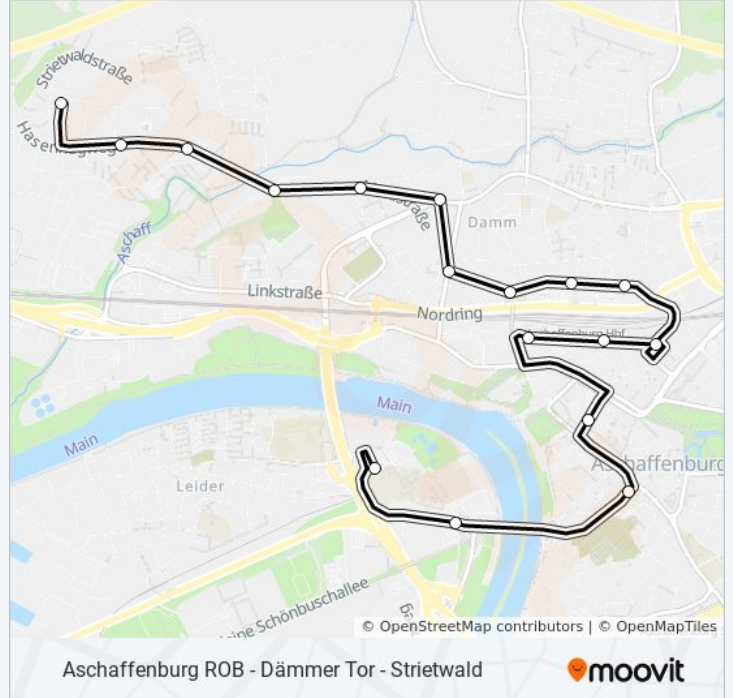 Strietwaldstraße
Damm
Aschaff
Linkstraße
Nordring
Aschaffenburg Hbf
Main
Main
Aschaffenburg
Leider
eine Schönbuschallee
© OpenStreetMap contributors | © OpenMapTiles
Aschaffenburg ROB - Dämmer Tor - Strietwald
moovit